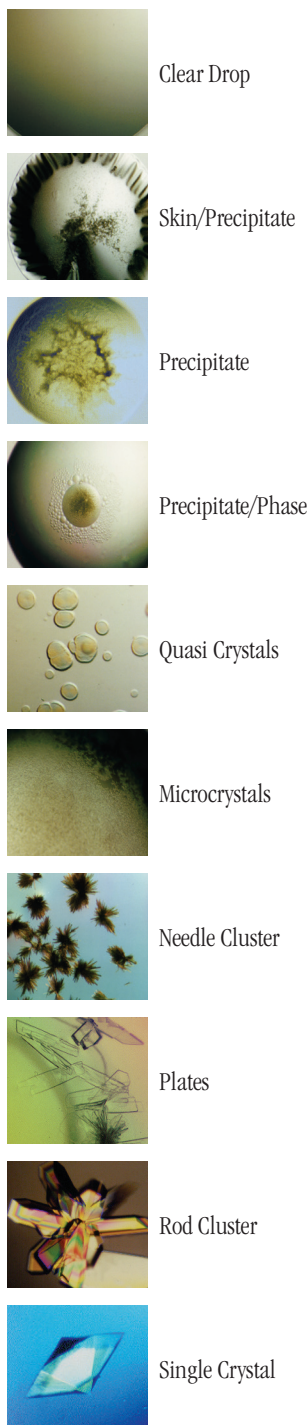 Clear Drop
Skin/Precipitate
Precipitate
Precipitate/Phase
Quasi Crystals
Microcrystals
Needle Cluster
Plates
Rod Cluster
Single Crystal